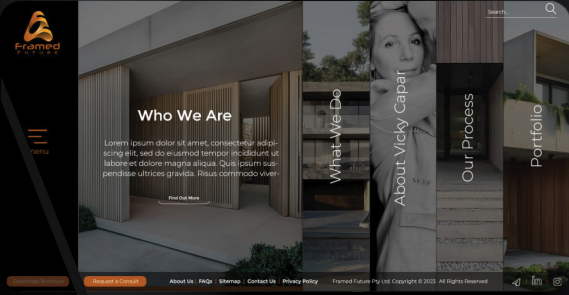 Framed
FUTURE
Search...
menu
Who We Are
Lorem ipsum dolor sit amet, consectetur adipi-
scing elit, sed do eiusmod tempor incididunt ut
labore et dolore magna aliqua. Quis ipsum sus-
pendisse ultrices gravida. Risus commodo viver-
Find Out More
What We Do
About Vicky Capar
Our Process
Portfolio
Download Brochure
Request a Consult
About Us | FAQs | Sitemap | Contact Us | Privacy Policy
Framed Future Pty Ltd. Copyright © 2023. All Rights Reserved
in